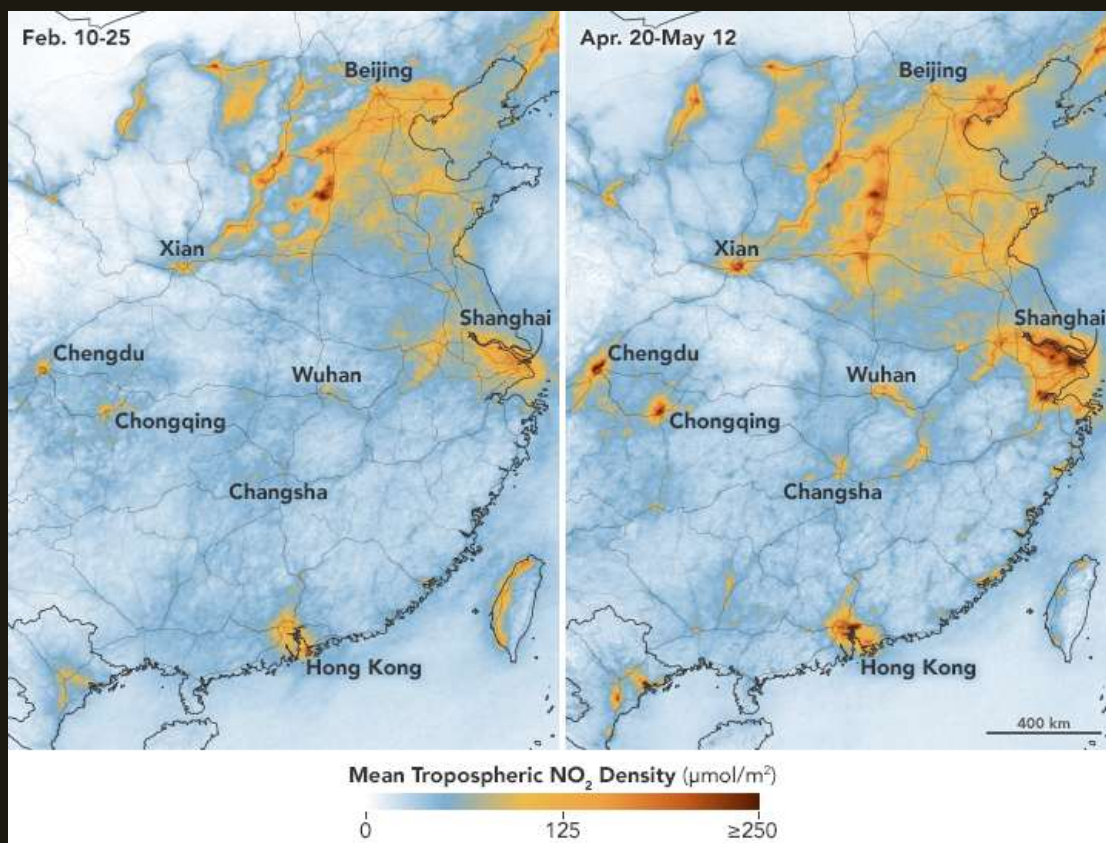 Feb. 10-25
Beijing
Xian
Shanghai
Chengdu
Wuhan
Chongqing
Changsha
Hong Kong
Apr. 20-May 12
Beijing
Xian
Shanghai
Chengdu
Wuhan
Chongqing
Changsha
Hong Kong
400 km
Mean Tropospheric NO₂ Density (μmol/m²)
0 125 ≥250